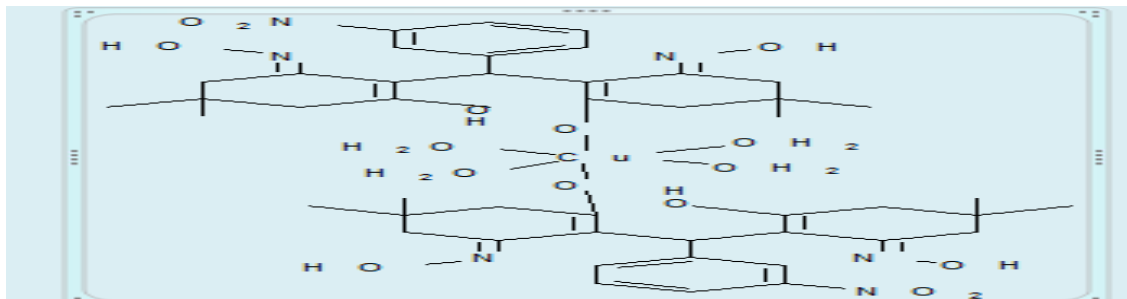 O 2 N
H O N N O H
O
H
O
H 2 O O H 2
C u
H 2 O O H 2
O H
O
N N
H O O H
N O 2